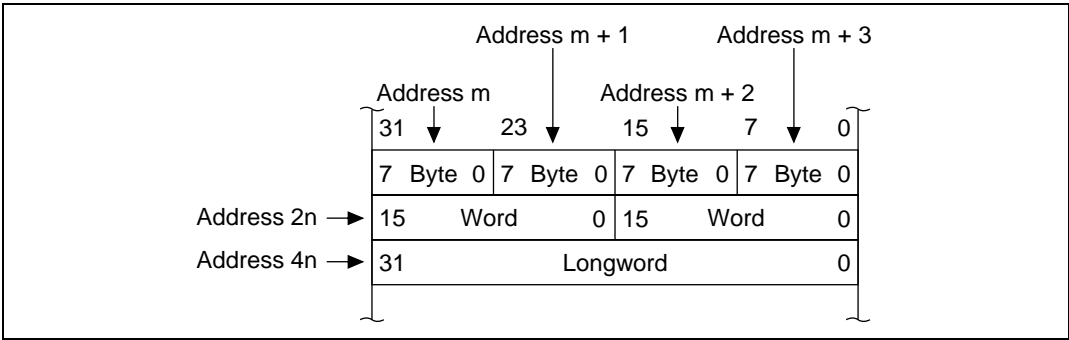 Address m + 1 Address m + 3
Address m Address m + 2
31 23 15 7 0
7 Byte 0 7 Byte 0 7 Byte 0 7 Byte 0
Address 2n 15 Word 0 15 Word 0
Address 4n 31 Longword 0